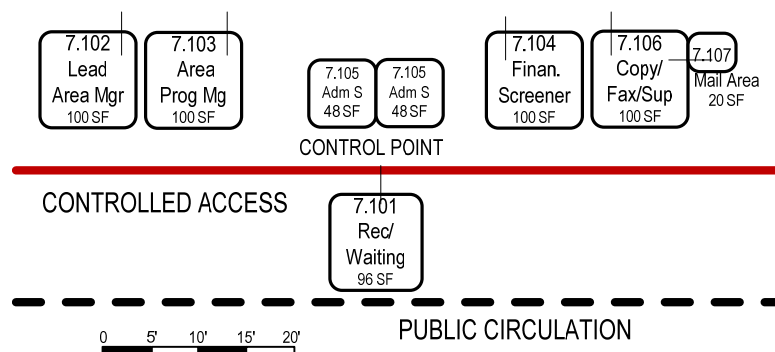 7.102
Lead
Area Mgr
100 SF
7.103
Area
Prog Mg
100 SF
7.105
Adm S
48 SF
7.105
Adm S
48 SF
7.104
Finan.
Screener
100 SF
7.106
Copy/
Fax/Sup
100 SF
7.107
Mail Area
20 SF
CONTROL POINT
CONTROLLED ACCESS
7.101
Rec/
Waiting
96 SF
PUBLIC CIRCULATION
0 5' 10' 15' 20'